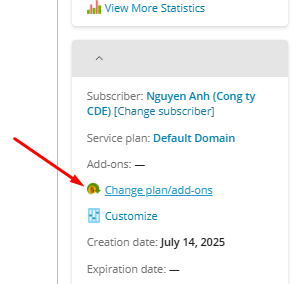 View More Statistics
Subscriber: Nguyen Anh (Cong ty
CDE) [Change subscriber]
Service plan: Default Domain
Add-ons: —
Change plan/add-ons
Customize
Creation date: July 14, 2025
Expiration date: —